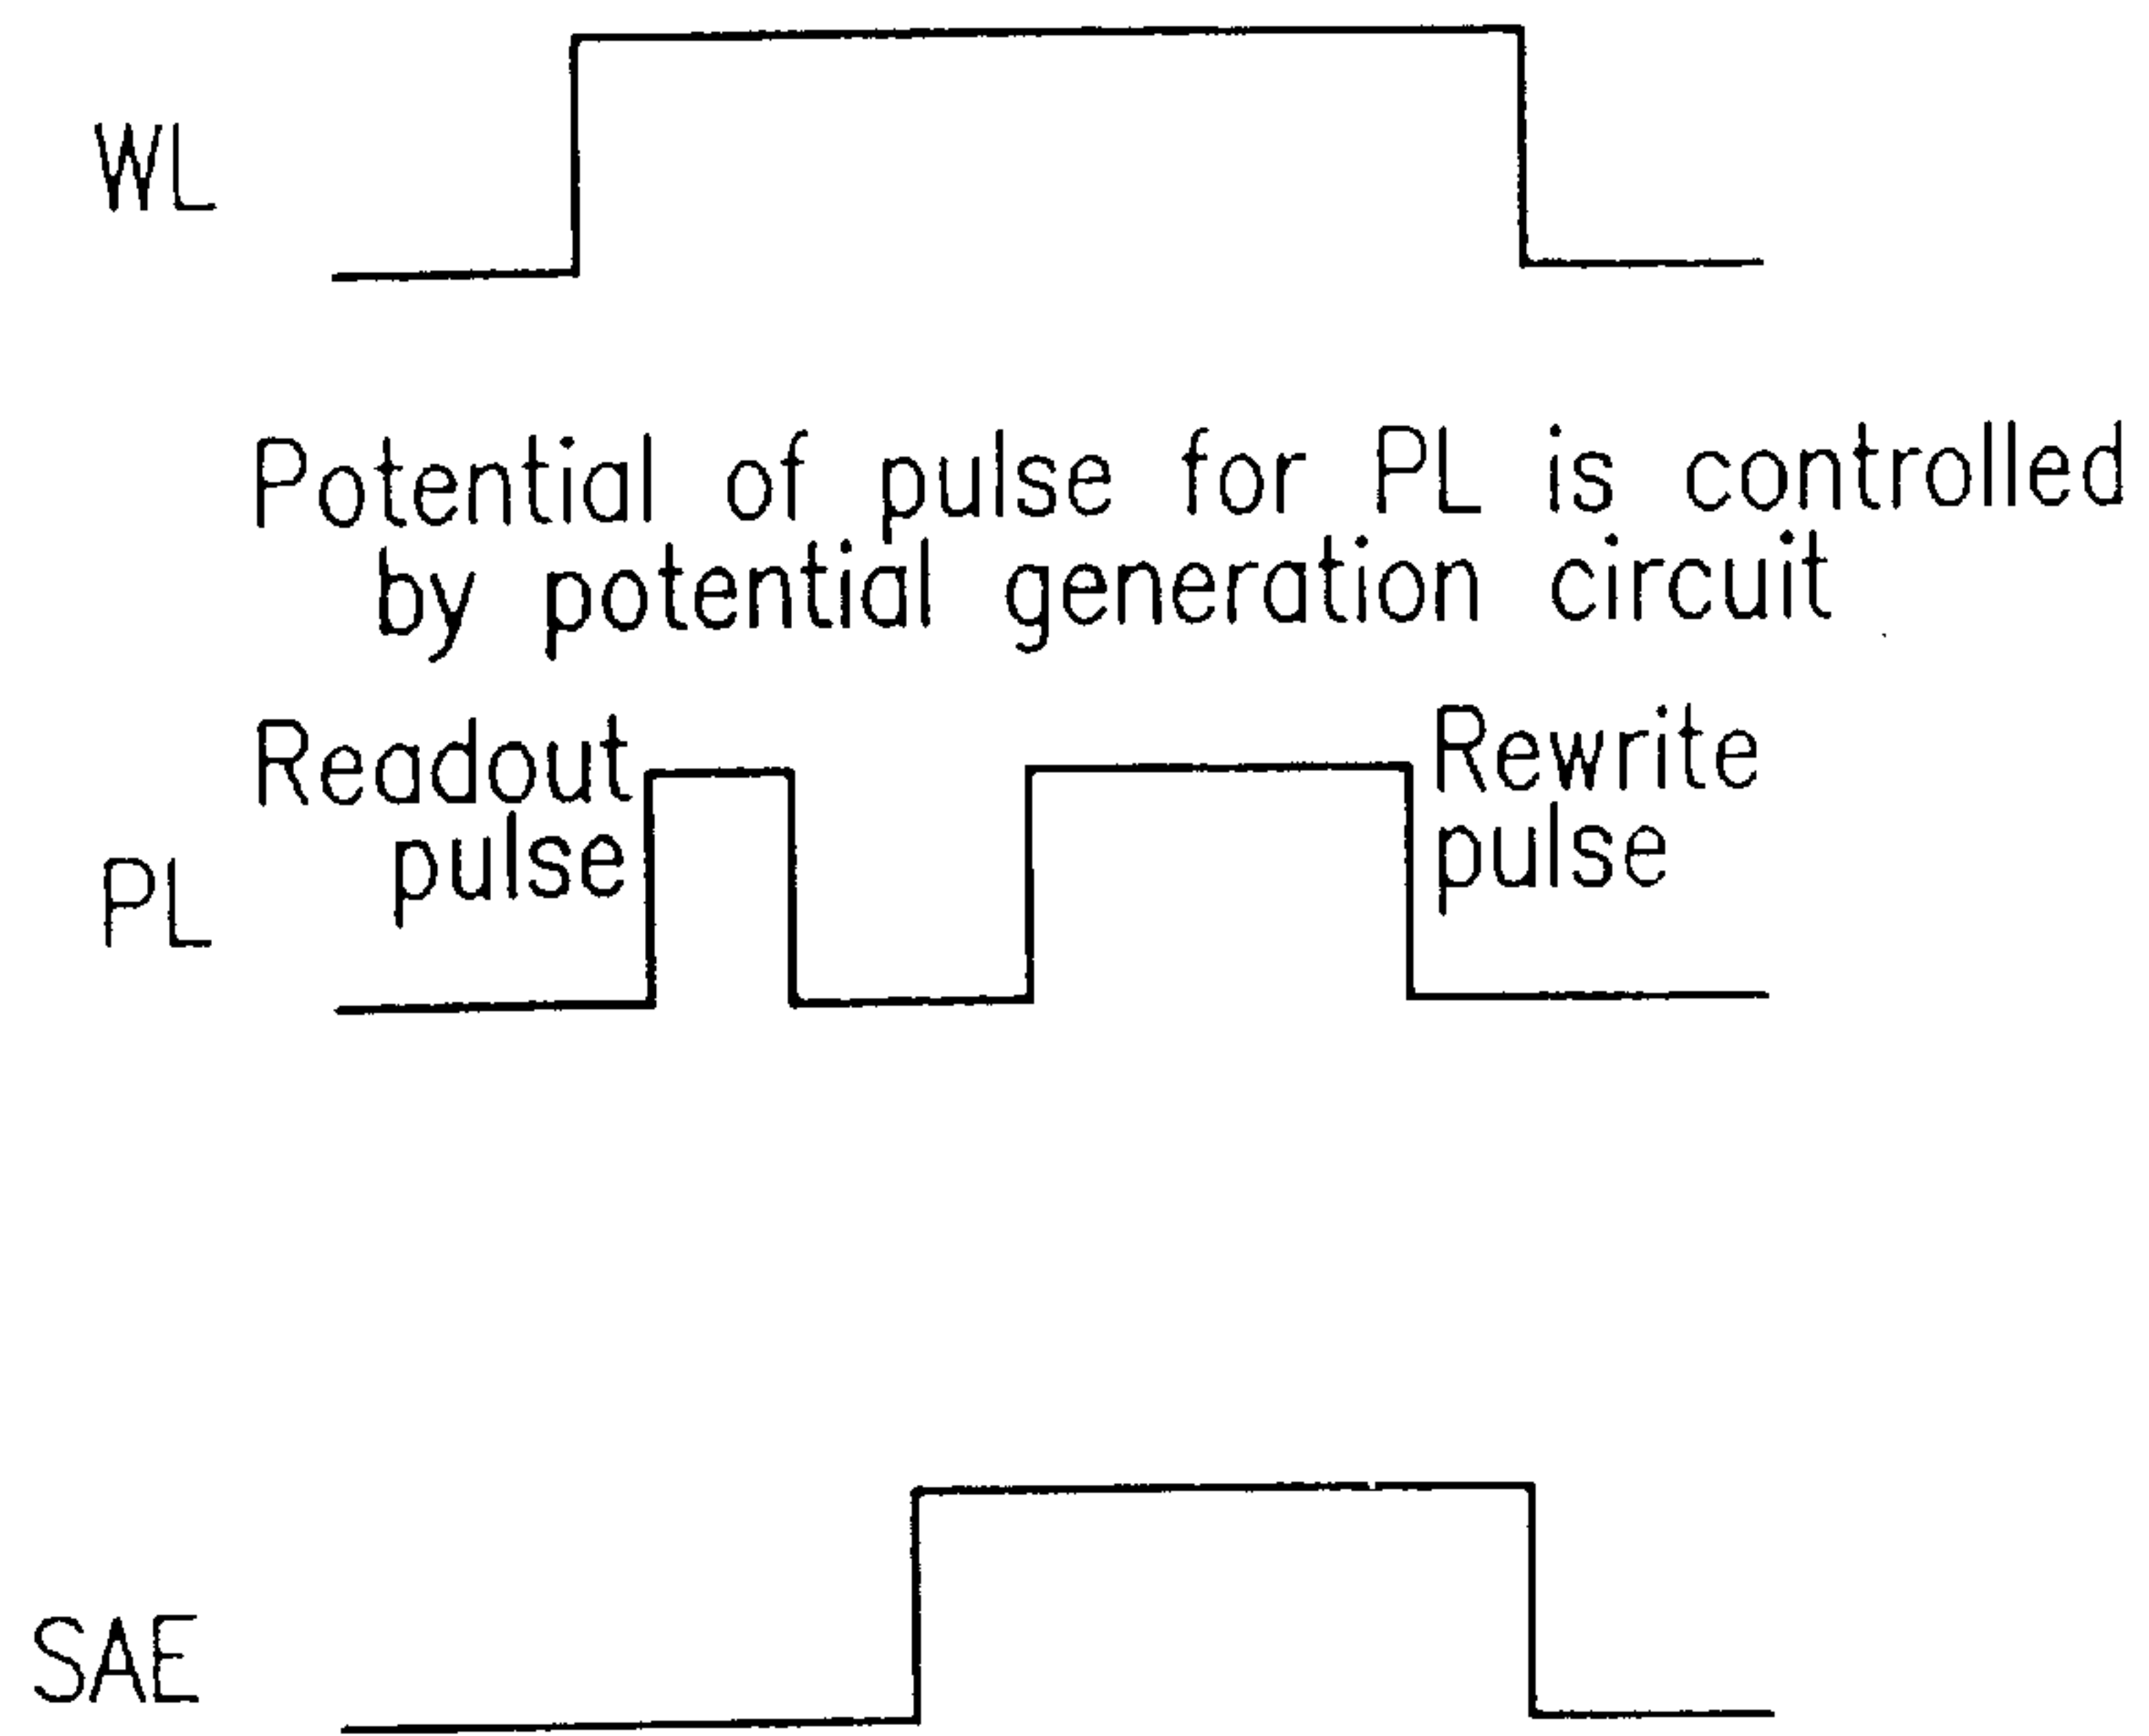 WL
Potential of pulse for PL is controlled
by potential generation circuit
Readout
pulse
Rewrite
pulse
PL
SAE